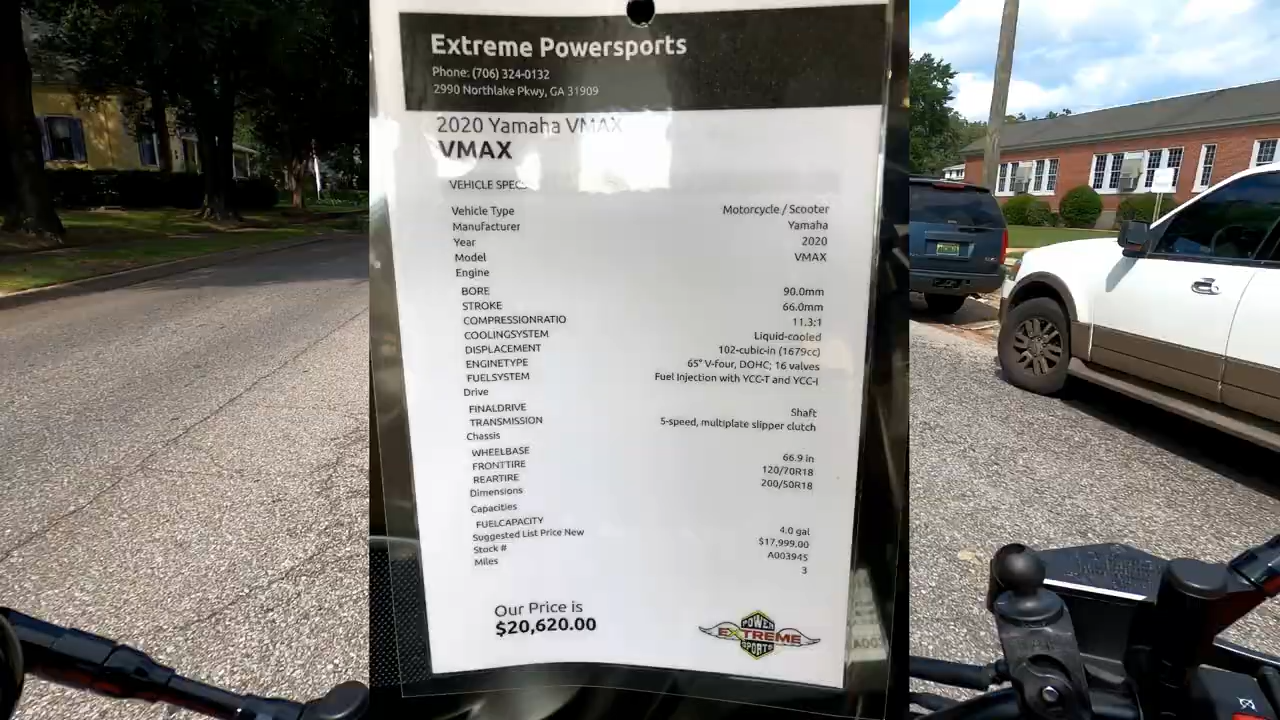 Extreme Powersports
Phone: (706) 324-0132
2990 Northlake Pkwy, GA 31909
2020 Yamaha VMAX
VMAX
VEHICLE SPECS
Vehicle Type Motorcycle / Scooter
Manufacturer Yamaha
Year 2020
Model VMAX
Engine
BORE 90.0mm
STROKE 66.0mm
COMPRESSIONRATIO 11.3:1
COOLINGSYSTEM Liquid-cooled
DISPLACEMENT 102-cubic-in (1679cc)
ENGINETYPE 65° V-four, DOHC; 16 valves
FUELSYSTEM Fuel Injection with YCC-T and YCC-I
Drive
FINALDRIVE Shaft
TRANSMISSION 5-speed, multiplate slipper clutch
Chassis
WHEELBASE 66.9 in
FRONTTIRE 120/70R18
REARTIRE 200/50R18
Dimensions
Capacities
FUELCAPACITY 4.0 gal
Suggested List Price New $17,999.00
Stock # A003945
Miles 3
Our Price is
$20,620.00
POWER
EXTREME
SPORTS